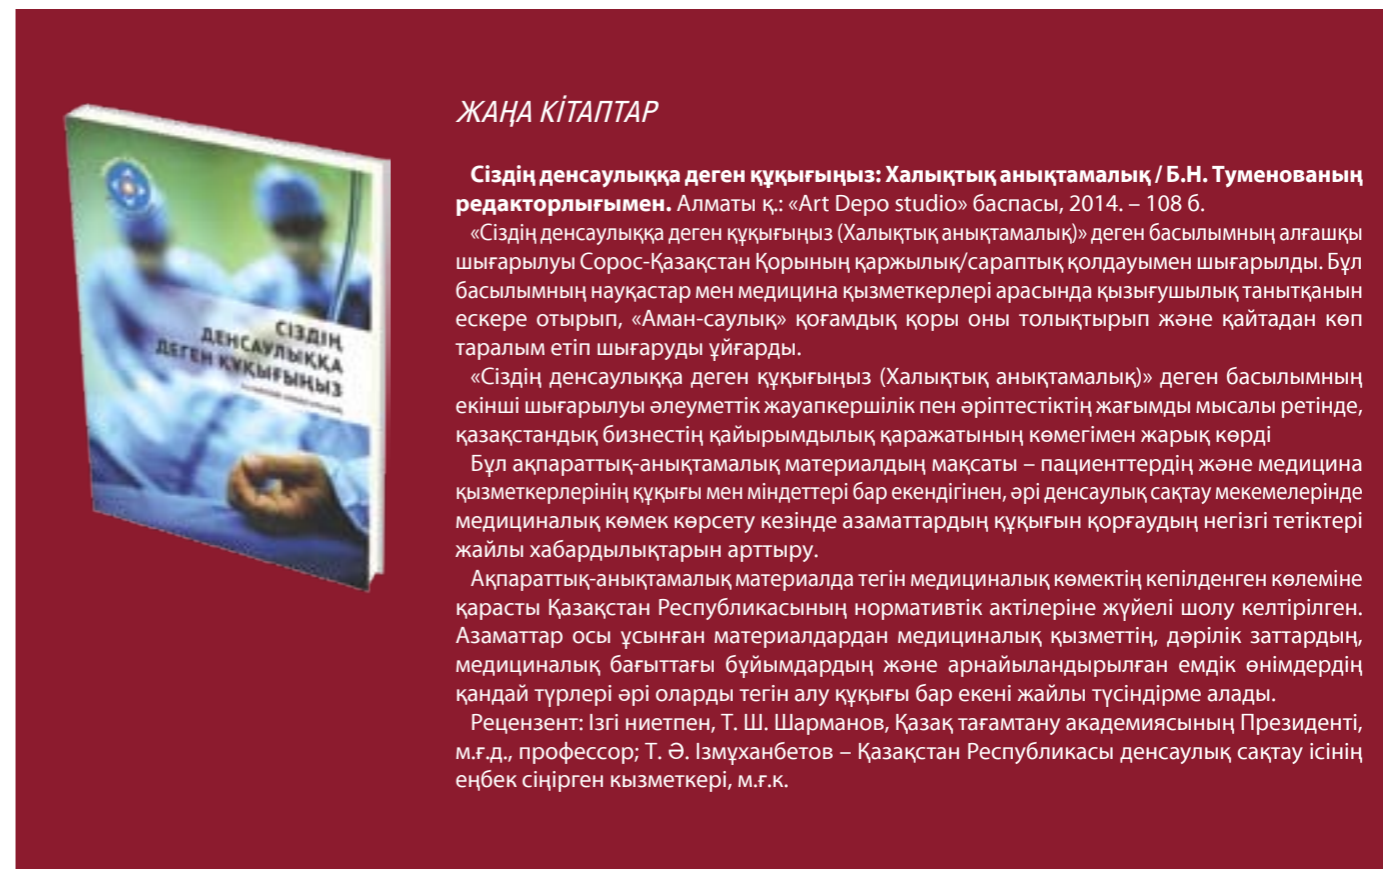 ЖАҢА КІТАПТАР
Сіздің денсаулыққа деген құқығыңыз: Халықтық анықтамалық / Б.Н. Туменованың
редакторлығымен. Алматы қ.: «Art Depo studio» баспасы, 2014. – 108 б.
«Сіздің денсаулыққа деген құқығыңыз (Халықтық анықтамалық)» деген басылымның алғашқы
шығарылуы Сорос-Қазақстан Қорының қаржылық/сараптық қолдауымен шығарылды. Бұл
басылымның науқастар мен медицина қызметкерлері арасында қызығушылық танытқанын
ескере отырып, «Аман-саулық» қоғамдық қоры оны толықтырып және қайтадан көп
таралым етіп шығаруды ұйғарды.
«Сіздің денсаулыққа деген құқығыңыз (Халықтық анықтамалық)» деген басылымның
екінші шығарылуы әлеуметтік жауапкершілік пен әріптестіктің жағымды мысалы ретінде,
қазақстандық бизнестің қайырымдылық қаражатының көмегімен жарық көрді
Бұл ақпараттық-анықтамалық материалдың мақсаты – пациенттердің және медицина
қызметкерлерінің құқығы мен міндеттері бар екендігінен, әрі денсаулық сақтау мекемелерінде
медициналық көмек көрсету кезінде азаматтардың құқығын қорғаудың негізгі тетіктері
жайлы хабардылықтарын арттыру.
Ақпараттық-анықтамалық материалда тегін медициналық көмектің кепілденген көлеміне
қарасты Қазақстан Республикасының нормативтік актілеріне жүйелі шолу келтірілген.
Азаматтар осы ұсынған материалдардан медициналық қызметтің, дәрілік заттардың,
медициналық бағыттағы бұйымдардың және арнайыландырылған емдік өнімдердің
қандай түрлері әрі оларды тегін алу құқығы бар екені жайлы түсіндірме алады.
Рецензент: Ізгі ниетпен, Т. Ш. Шарманов, Қазақ тағамтану академиясының Президенті,
м.ғ.д., профессор; Т. Ә. Ізмұханбетов – Қазақстан Республикасы денсаулық сақтау ісінің
еңбек сіңірген кызметкері, м.ғ.к.
СІЗДІҢ
ДЕНСАУЛЫҚҚА
ДЕГЕН ҚҰҚЫҒЫҢЫЗ